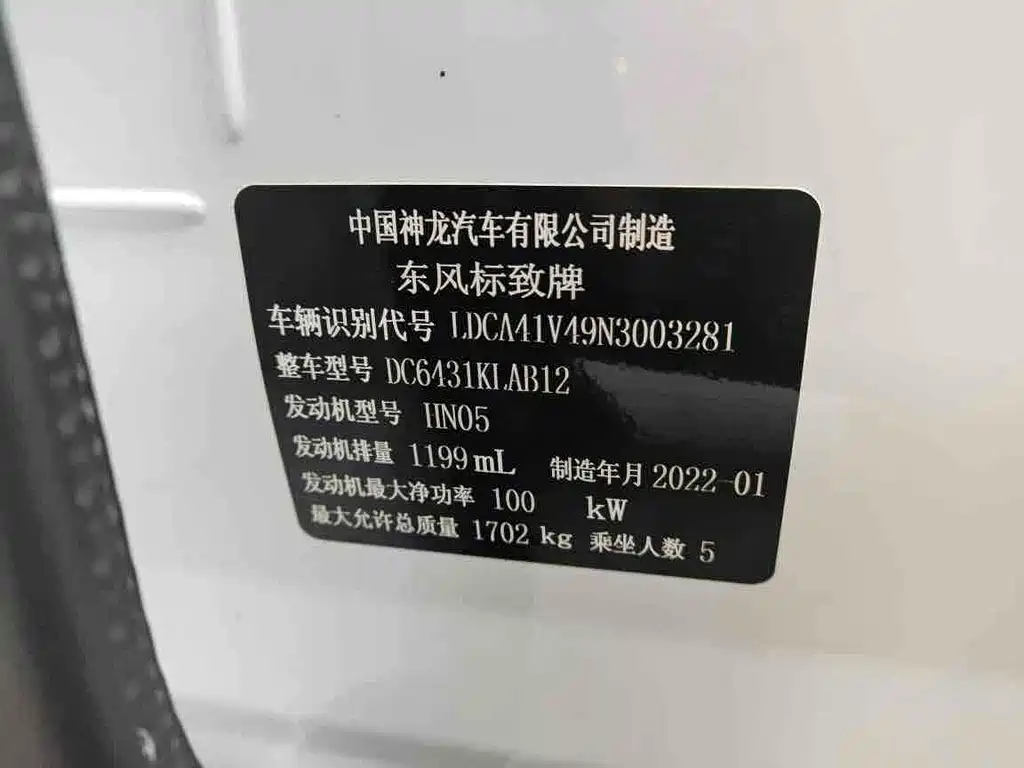 中国神龙汽车有限公司制造
东风标致牌
车辆识别代号 LDCA41V49N3003281
整车型号 DC6431KLAB12
发动机型号 HN05
发动机排量 1199 mL 制造年月 2022-01
发动机最大净功率 100 kW
最大允许总质量 1702 kg 乘坐人数 5